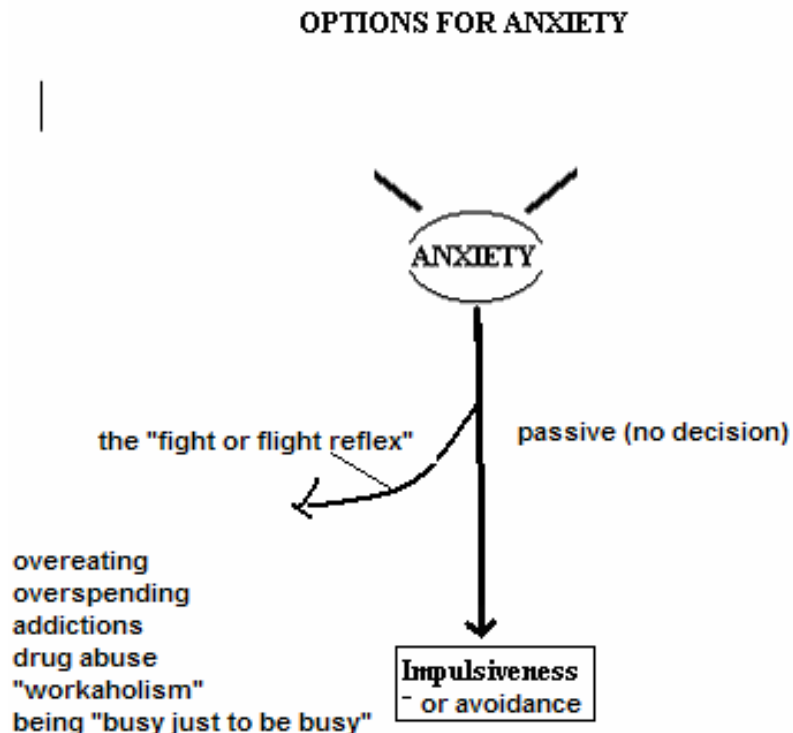 OPTIONS FOR ANXIETY
ANXIETY
the "fight or flight reflex"
passive (no decision)
overeating
overspending
addictions
drug abuse
"workaholism"
being "busy just to be busy"
Impulsiveness
- or avoidance